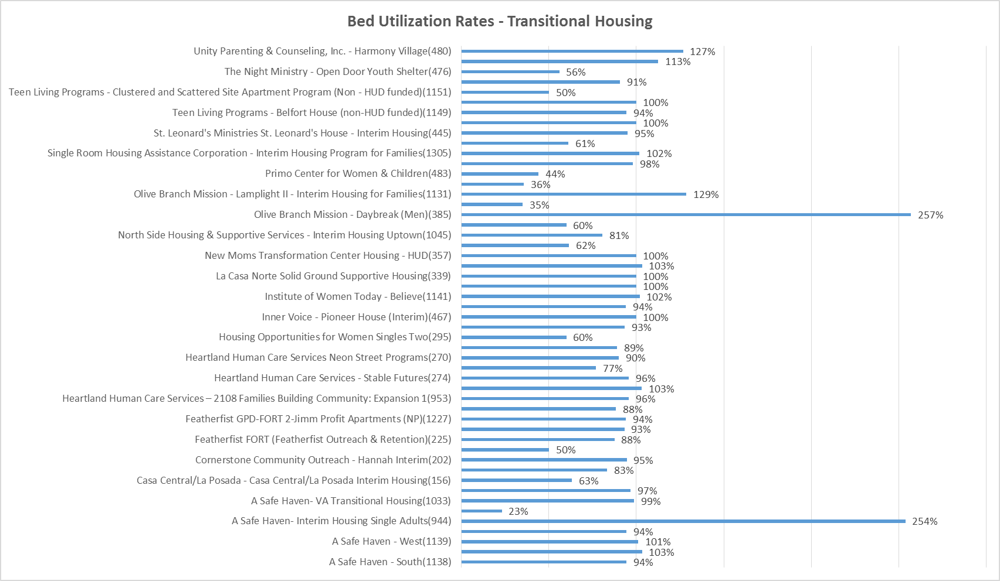 Bed Utilization Rates - Transitional Housing
Unity Parenting & Counseling, Inc. - Harmony Village(480) 127%
113%
The Night Ministry - Open Door Youth Shelter(476) 56%
91%
Teen Living Programs - Clustered and Scattered Site Apartment Program (Non - HUD funded)(1151) 50%
100%
Teen Living Programs - Belfort House (non-HUD funded)(1149) 94%
100%
St. Leonard's Ministries St. Leonard's House - Interim Housing(445) 95%
61%
Single Room Housing Assistance Corporation - Interim Housing Program for Families(1305) 102%
98%
Primo Center for Women & Children(483) 44%
36%
Olive Branch Mission - Lamplight II - Interim Housing for Families(1131) 129%
35%
Olive Branch Mission - Daybreak (Men)(385) 257%
60%
North Side Housing & Supportive Services - Interim Housing Uptown(1045) 81%
62%
New Moms Transformation Center Housing - HUD(357) 100%
103%
La Casa Norte Solid Ground Supportive Housing(339) 100%
100%
Institute of Women Today - Believe(1141) 102%
94%
Inner Voice - Pioneer House (Interim)(467) 100%
93%
Housing Opportunities for Women Singles Two(295) 60%
89%
Heartland Human Care Services Neon Street Programs(270) 90%
77%
Heartland Human Care Services - Stable Futures(274) 96%
103%
Heartland Human Care Services – 2108 Families Building Community: Expansion 1(953) 96%
88%
Featherfist GPD-FORT 2-Jimm Profit Apartments (NP)(1227) 94%
93%
Featherfist FORT (Featherfist Outreach & Retention)(225) 88%
50%
Cornerstone Community Outreach - Hannah Interim(202) 95%
83%
Casa Central/La Posada - Casa Central/La Posada Interim Housing(156) 63%
97%
A Safe Haven- VA Transitional Housing(1033) 99%
23%
A Safe Haven- Interim Housing Single Adults(944) 254%
94%
A Safe Haven - West(1139) 101%
103%
A Safe Haven - South(1138) 94%